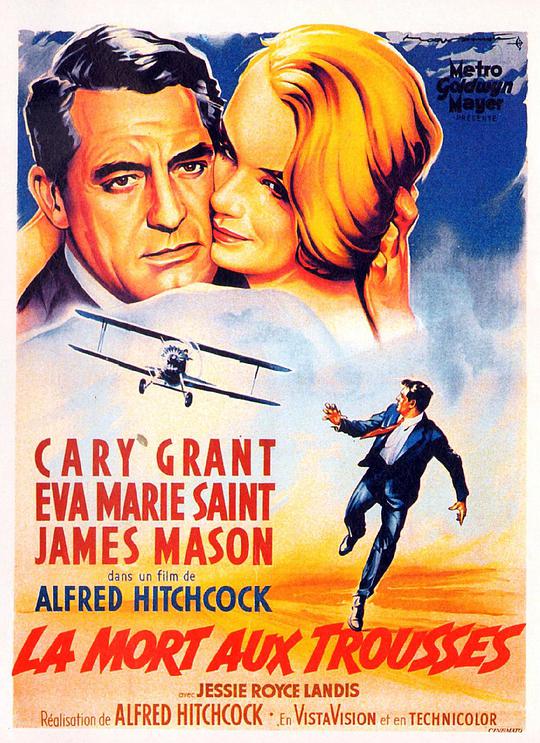 Metro
Goldwyn
Mayer
PRÉSENTE
CARY GRANT
EVA MARIE SAINT
JAMES MASON
dans un film de
ALFRED HITCHCOCK
LA MORT AUX TROUSSES
avec JESSIE ROYCE LANDIS
Réalisation de ALFRED HITCHCOCK • En VISTAVISION et en TECHNICOLOR
CINEMATO